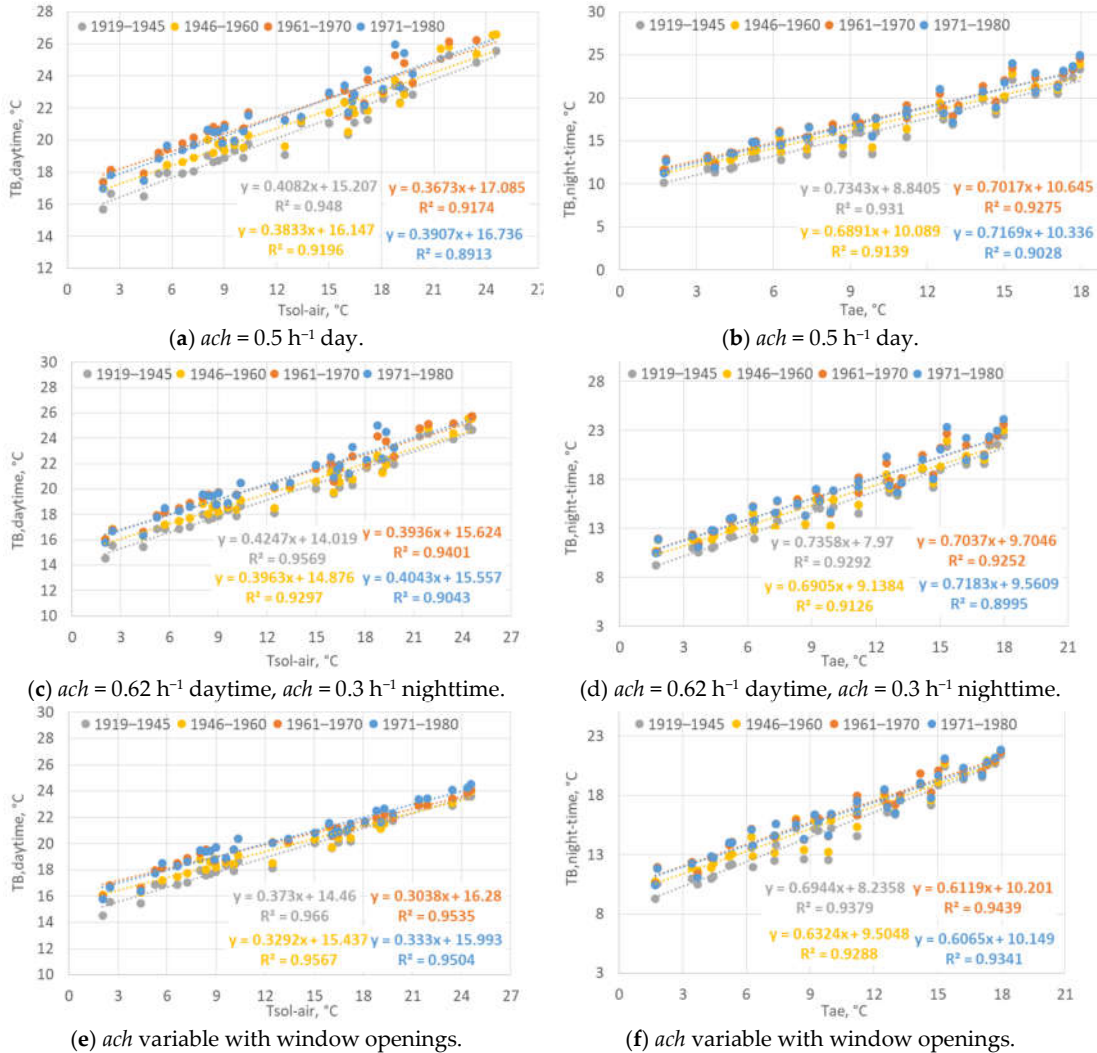 1919–1945 1946–1960 1961–1970 1971–1980
TB,daytime, °C
28
26
24
22
20
18
16
14
12
y = 0.4082x + 15.207
R² = 0.948
y = 0.3673x + 17.085
R² = 0.9174
y = 0.3833x + 16.147
R² = 0.9196
y = 0.3907x + 16.736
R² = 0.8913
0 3 6 9 12 15 18 21 24 27
Tsol-air, °C
(a) ach = 0.5 h⁻¹ day.
1919–1945 1946–1960 1961–1970 1971–1980
TB,night-time, °C
30
25
20
15
10
5
0
y = 0.7343x + 8.8405
R² = 0.931
y = 0.7017x + 10.645
R² = 0.9275
y = 0.6891x + 10.089
R² = 0.9139
y = 0.7169x + 10.336
R² = 0.9028
0 3 6 9 12 15 18
Tae, °C
(b) ach = 0.5 h⁻¹ day.
1919–1945 1946–1960 1961–1970 1971–1980
TB,daytime, °C
30
28
26
24
22
20
18
16
14
12
10
y = 0.4247x + 14.019
R² = 0.9569
y = 0.3936x + 15.624
R² = 0.9401
y = 0.3963x + 14.876
R² = 0.9297
y = 0.4043x + 15.557
R² = 0.9043
0 3 6 9 12 15 18 21 24 27
Tsol-air, °C
(c) ach = 0.62 h⁻¹ daytime, ach = 0.3 h⁻¹ nighttime.
1919–1945 1946–1960 1961–1970 1971–1980
TB,night-time, °C
28
23
18
13
8
3
y = 0.7358x + 7.97
R² = 0.9292
y = 0.7037x + 9.7046
R² = 0.9252
y = 0.6905x + 9.1384
R² = 0.9126
y = 0.7183x + 9.5609
R² = 0.8995
0 3 6 9 12 15 18 21
Tae, °C
(d) ach = 0.62 h⁻¹ daytime, ach = 0.3 h⁻¹ nighttime.
1919–1945 1946–1960 1961–1970 1971–1980
TB,daytime, °C
30
28
26
24
22
20
18
16
14
12
10
y = 0.373x + 14.46
R² = 0.966
y = 0.3038x + 16.28
R² = 0.9535
y = 0.3292x + 15.437
R² = 0.9567
y = 0.333x + 15.993
R² = 0.9504
0 3 6 9 12 15 18 21 24 27
Tsol-air, °C
(e) ach variable with window openings.
1919–1945 1946–1960 1961–1970 1971–1980
TB,night-time, °C
23
18
13
8
3
y = 0.6944x + 8.2358
R² = 0.9379
y = 0.6119x + 10.201
R² = 0.9439
y = 0.6324x + 9.5048
R² = 0.9288
y = 0.6065x + 10.149
R² = 0.9341
0 3 6 9 12 15 18 21
Tae, °C
(f) ach variable with window openings.